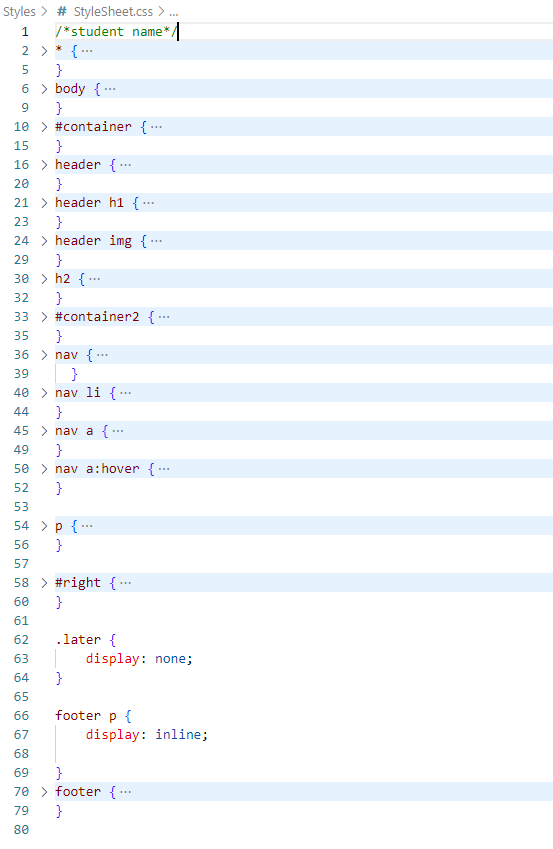 Styles > # StyleSheet.css > ...
1 /*student name*/
2 > * { ···
5 }
6 > body { ···
9 }
10 > #container { ···
15 }
16 > header { ···
20 }
21 > header h1 { ···
23 }
24 > header img { ···
29 }
30 > h2 { ···
32 }
33 > #container2 { ···
35 }
36 > nav { ···
39 }
40 > nav li { ···
44 }
45 > nav a { ···
49 }
50 > nav a:hover { ···
52 }
53
54 > p { ···
56 }
57
58 > #right { ···
60 }
61
62 .later {
63 display: none;
64 }
65
66 footer p {
67 display: inline;
68
69 }
70 > footer { ···
79 }
80